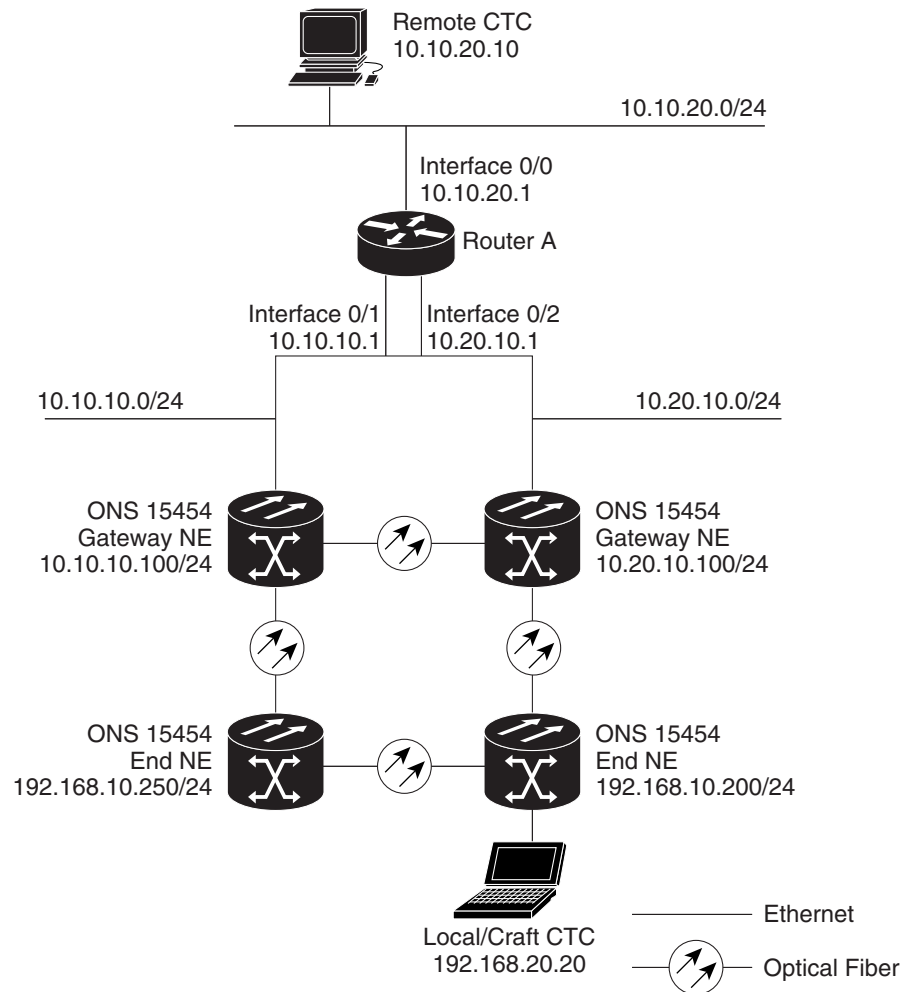 Remote CTC
10.10.20.10
10.10.20.0/24
Interface 0/0
10.10.20.1
Router A
Interface 0/1
10.10.10.1
Interface 0/2
10.20.10.1
10.10.10.0/24
10.20.10.0/24
ONS 15454
Gateway NE
10.10.10.100/24
ONS 15454
Gateway NE
10.20.10.100/24
ONS 15454
End NE
192.168.10.250/24
ONS 15454
End NE
192.168.10.200/24
Local/Craft CTC
192.168.20.20
Ethernet
Optical Fiber